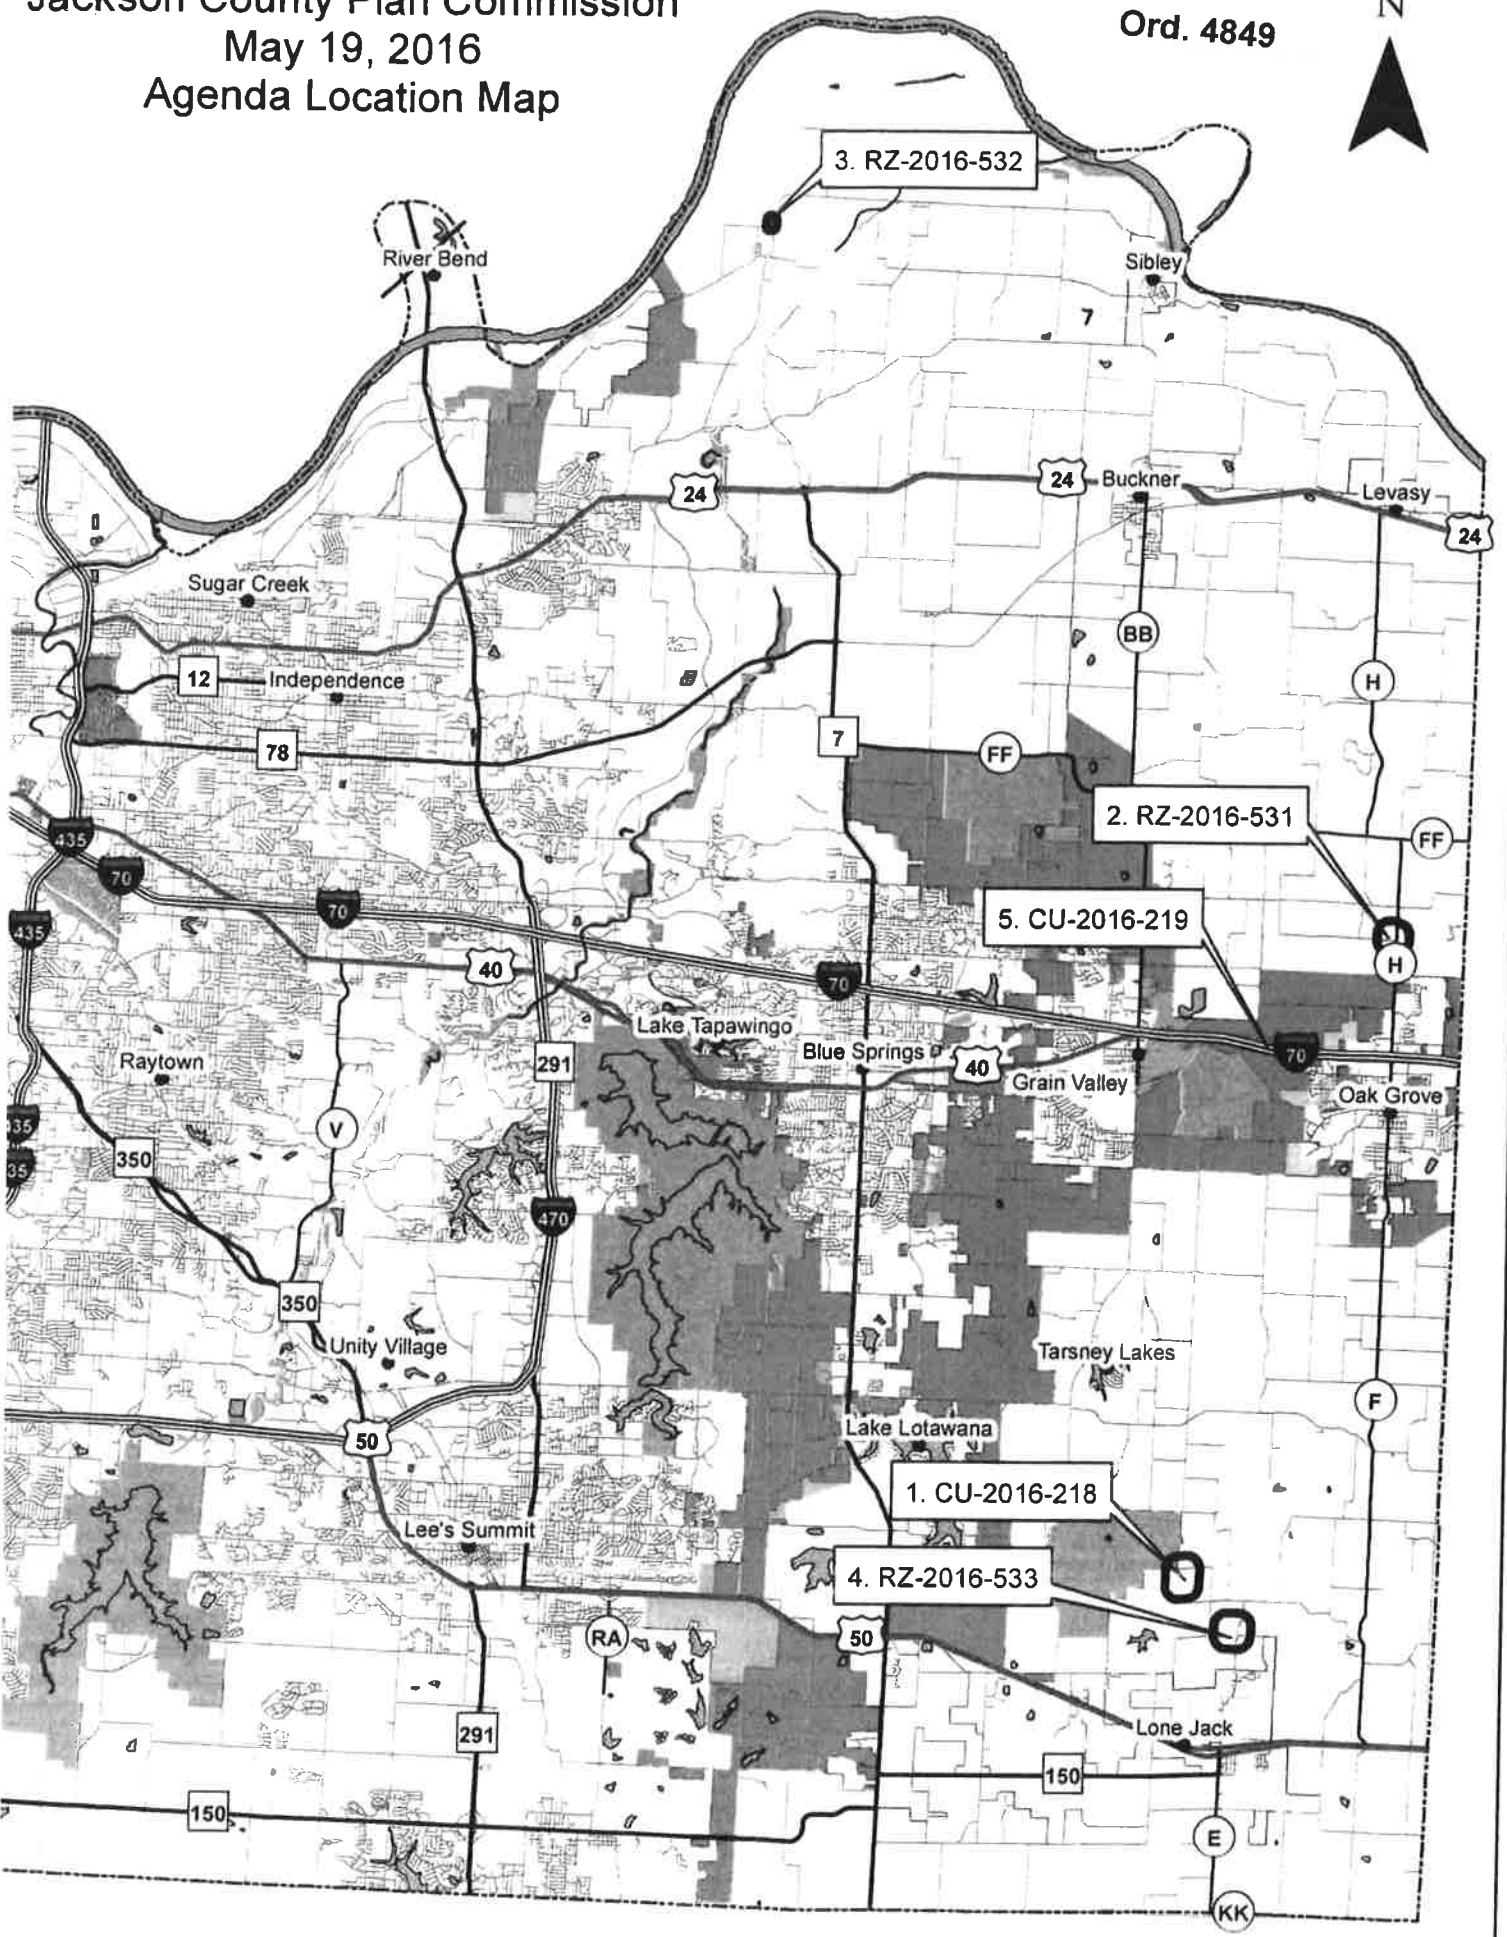 Jackson County Plan Commission
May 19, 2016
Agenda Location Map
Ord. 4849
N
3. RZ-2016-532
River Bend
Sibley
7
24
24
Buckner
Levasy
24
Sugar Creek
BB
12
Independence
H
78
7
FF
2. RZ-2016-531
435
FF
70
70
5. CU-2016-219
435
40
70
H
Lake Tapawingo
291
Blue Springs
40
70
Raytown
Grain Valley
Oak Grove
35
V
350
35
470
350
Unity Village
Tarsney Lakes
F
50
Lake Lotawana
1. CU-2016-218
Lee's Summit
4. RZ-2016-533
RA
50
291
Lone Jack
150
150
E
KK